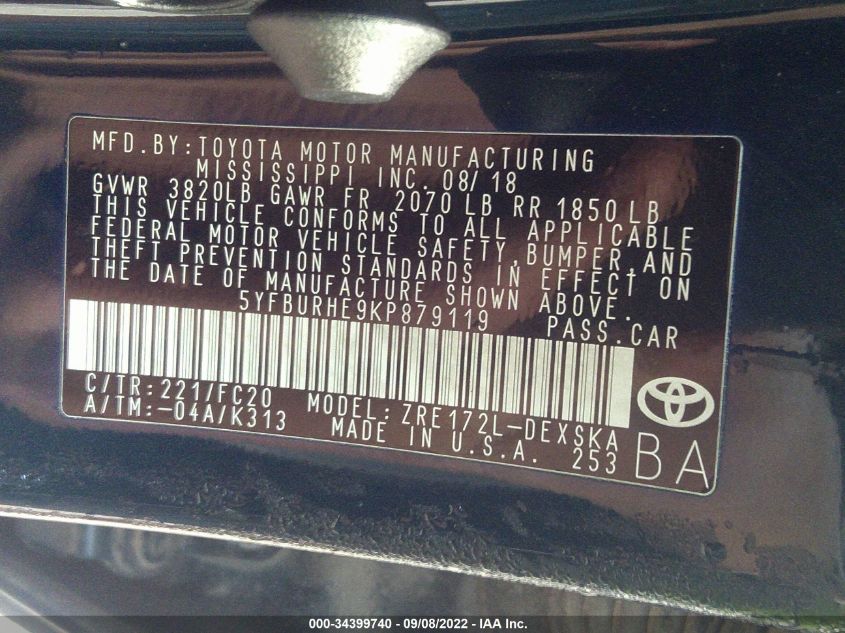 MFD.BY:TOYOTA MOTOR MANUFACTURING
MISSISSIPPI INC. 08/18
GVWR 3820LB GAWR FR 2070 LB RR 1850 LB
THIS VEHICLE CONFORMS TO ALL APPLICABLE
FEDERAL MOTOR VEHICLE SAFETY,BUMPER,AND
THEFT PREVENTION STANDARDS IN EFFECT ON
THE DATE OF MANUFACTURE SHOWN ABOVE.
5YFBURHE9KP879119 PASS.CAR
C/TR:221/FC20 MODEL: ZRE172L-DEXSKA
A/TM:-04A/K313 MADE IN U.S.A. 253
BA
000-34399740 - 09/08/2022 - IAA Inc.